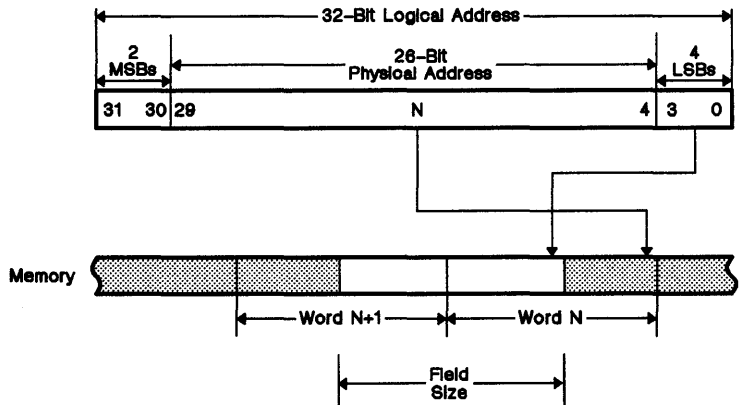 32-Bit Logical Address
2
MSBs
26-Bit
Physical Address
4
LSBs
31 30 29 N 4 3 0
Memory
Word N+1 Word N
Field
Size